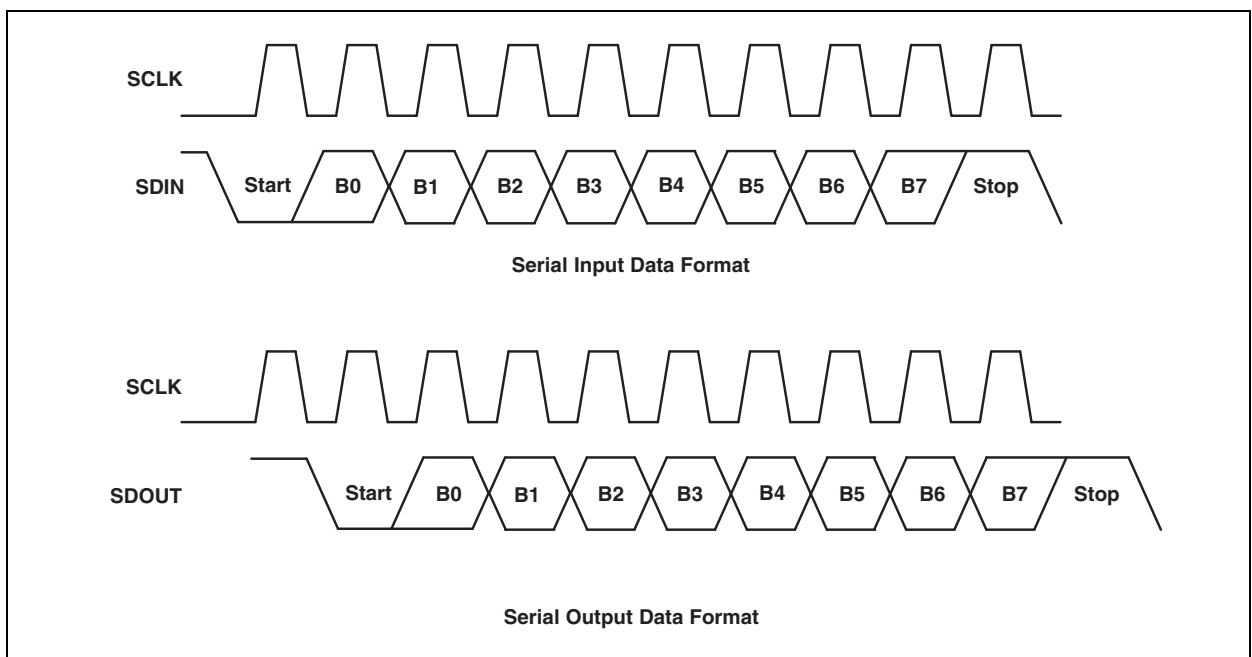 SCLK
SDIN Start B0 B1 B2 B3 B4 B5 B6 B7 Stop
Serial Input Data Format
SCLK
SDOUT Start B0 B1 B2 B3 B4 B5 B6 B7 Stop
Serial Output Data Format